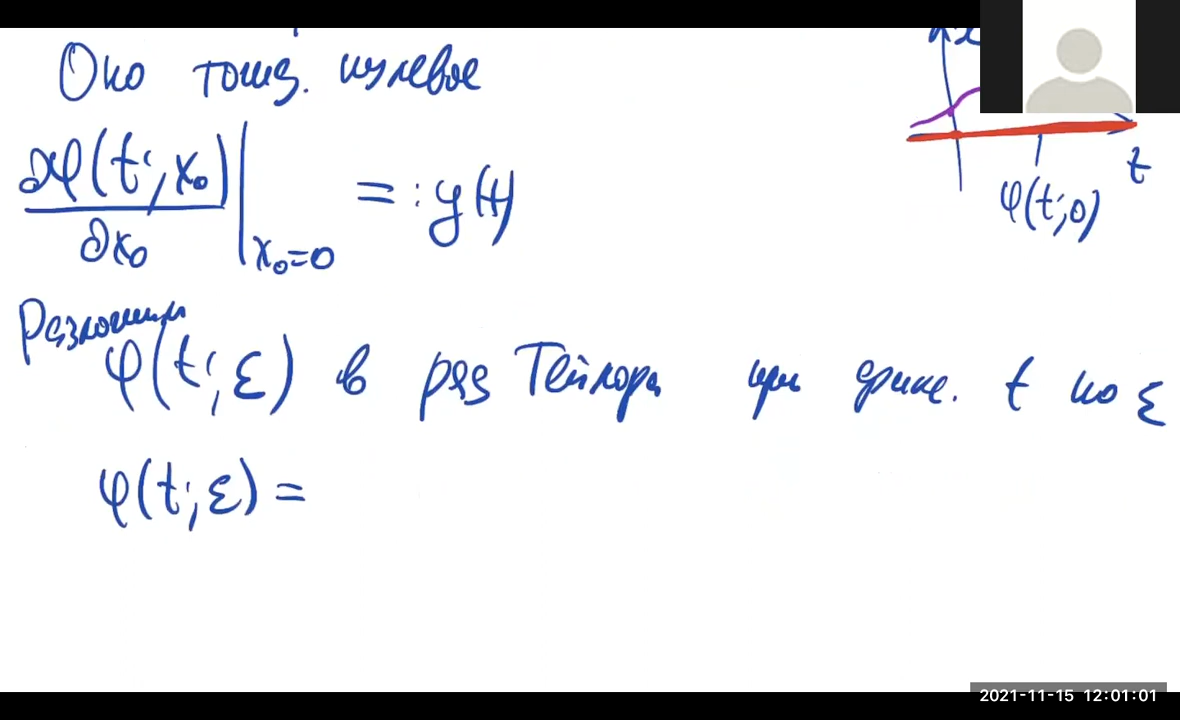 Оно тожд. нулевое
x
∂φ(t; x₀)/∂x₀ |ₓ₀₌₀ =: y(t)
t
φ(t; 0)
Разложим
φ(t; ε) в ряд Тейлора при фикс. t по ε
φ(t; ε) =
2021-11-15 12:01:01